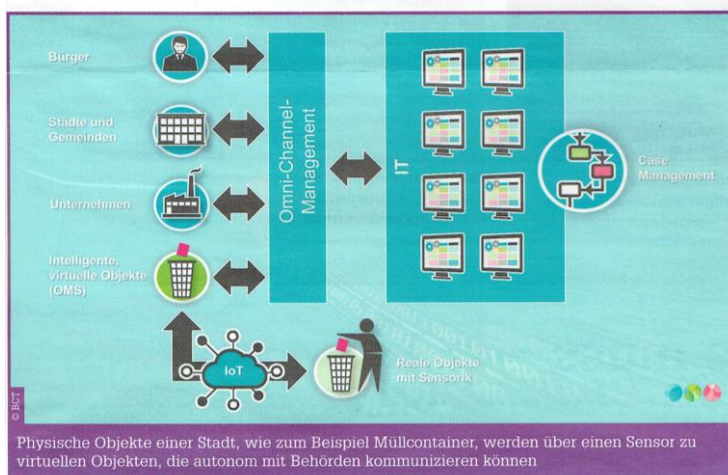 Bürger
Städte und
Gemeinden
Unternehmen
Intelligente,
virtuelle Objekte
(OMS)
Omni-Channel-
Management
IT
Case
Management
IoT
Reale Objekte
mit Sensorik
© BCT
Physische Objekte einer Stadt, wie zum Beispiel Müllcontainer, werden über einen Sensor zu
virtuellen Objekten, die autonom mit Behörden kommunizieren können